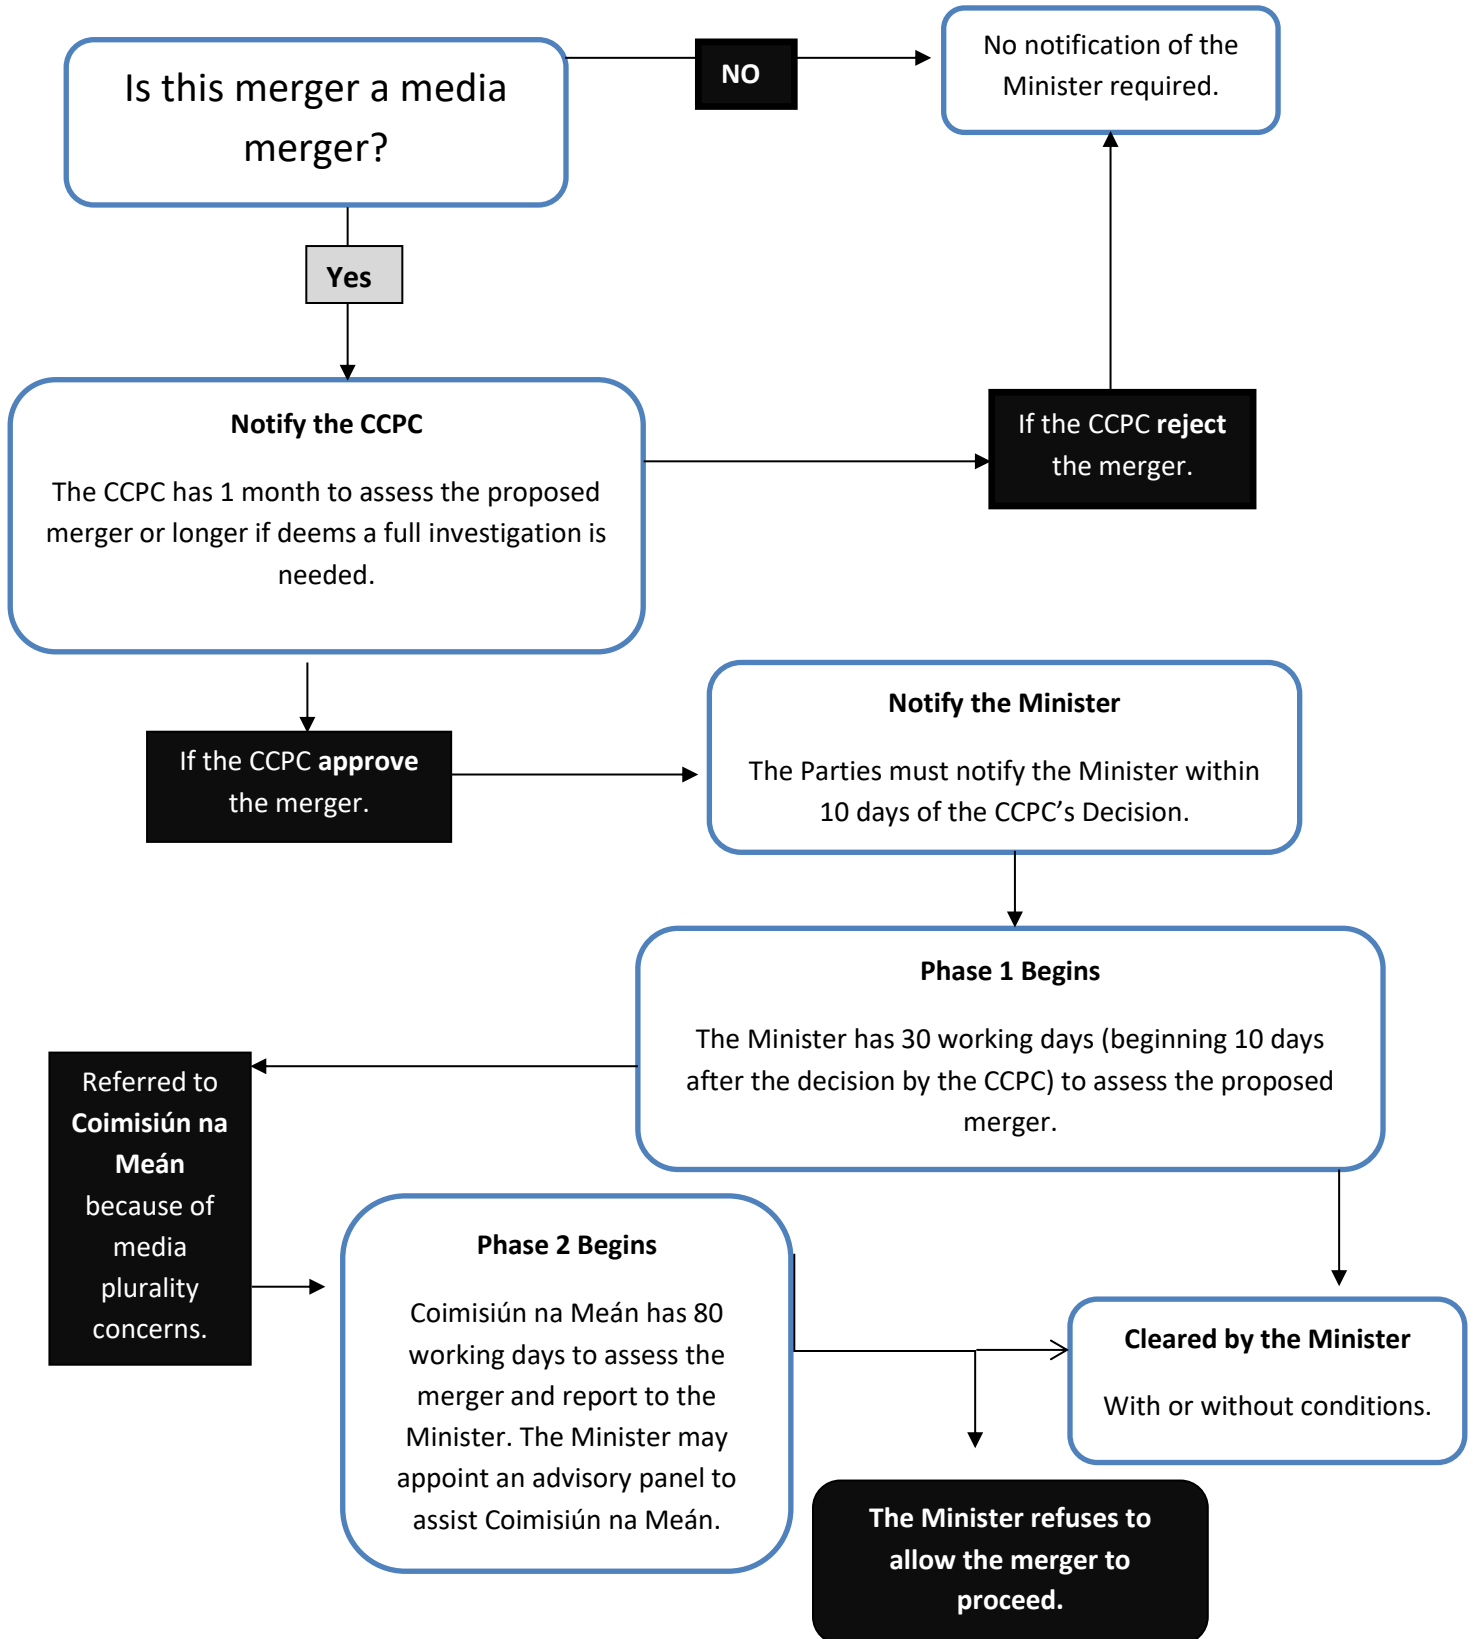 Is this merger a media
merger?
NO
No notification of the
Minister required.
Yes
Notify the CCPC
The CCPC has 1 month to assess the proposed
merger or longer if deems a full investigation is
needed.
If the CCPC reject
the merger.
If the CCPC approve
the merger.
Notify the Minister
The Parties must notify the Minister within
10 days of the CCPC’s Decision.
Phase 1 Begins
The Minister has 30 working days (beginning 10 days
after the decision by the CCPC) to assess the proposed
merger.
Referred to
Coimisiún na
Meán
because of
media
plurality
concerns.
Phase 2 Begins
Coimisiún na Meán has 80
working days to assess the
merger and report to the
Minister. The Minister may
appoint an advisory panel to
assist Coimisiún na Meán.
Cleared by the Minister
With or without conditions.
The Minister refuses to
allow the merger to
proceed.